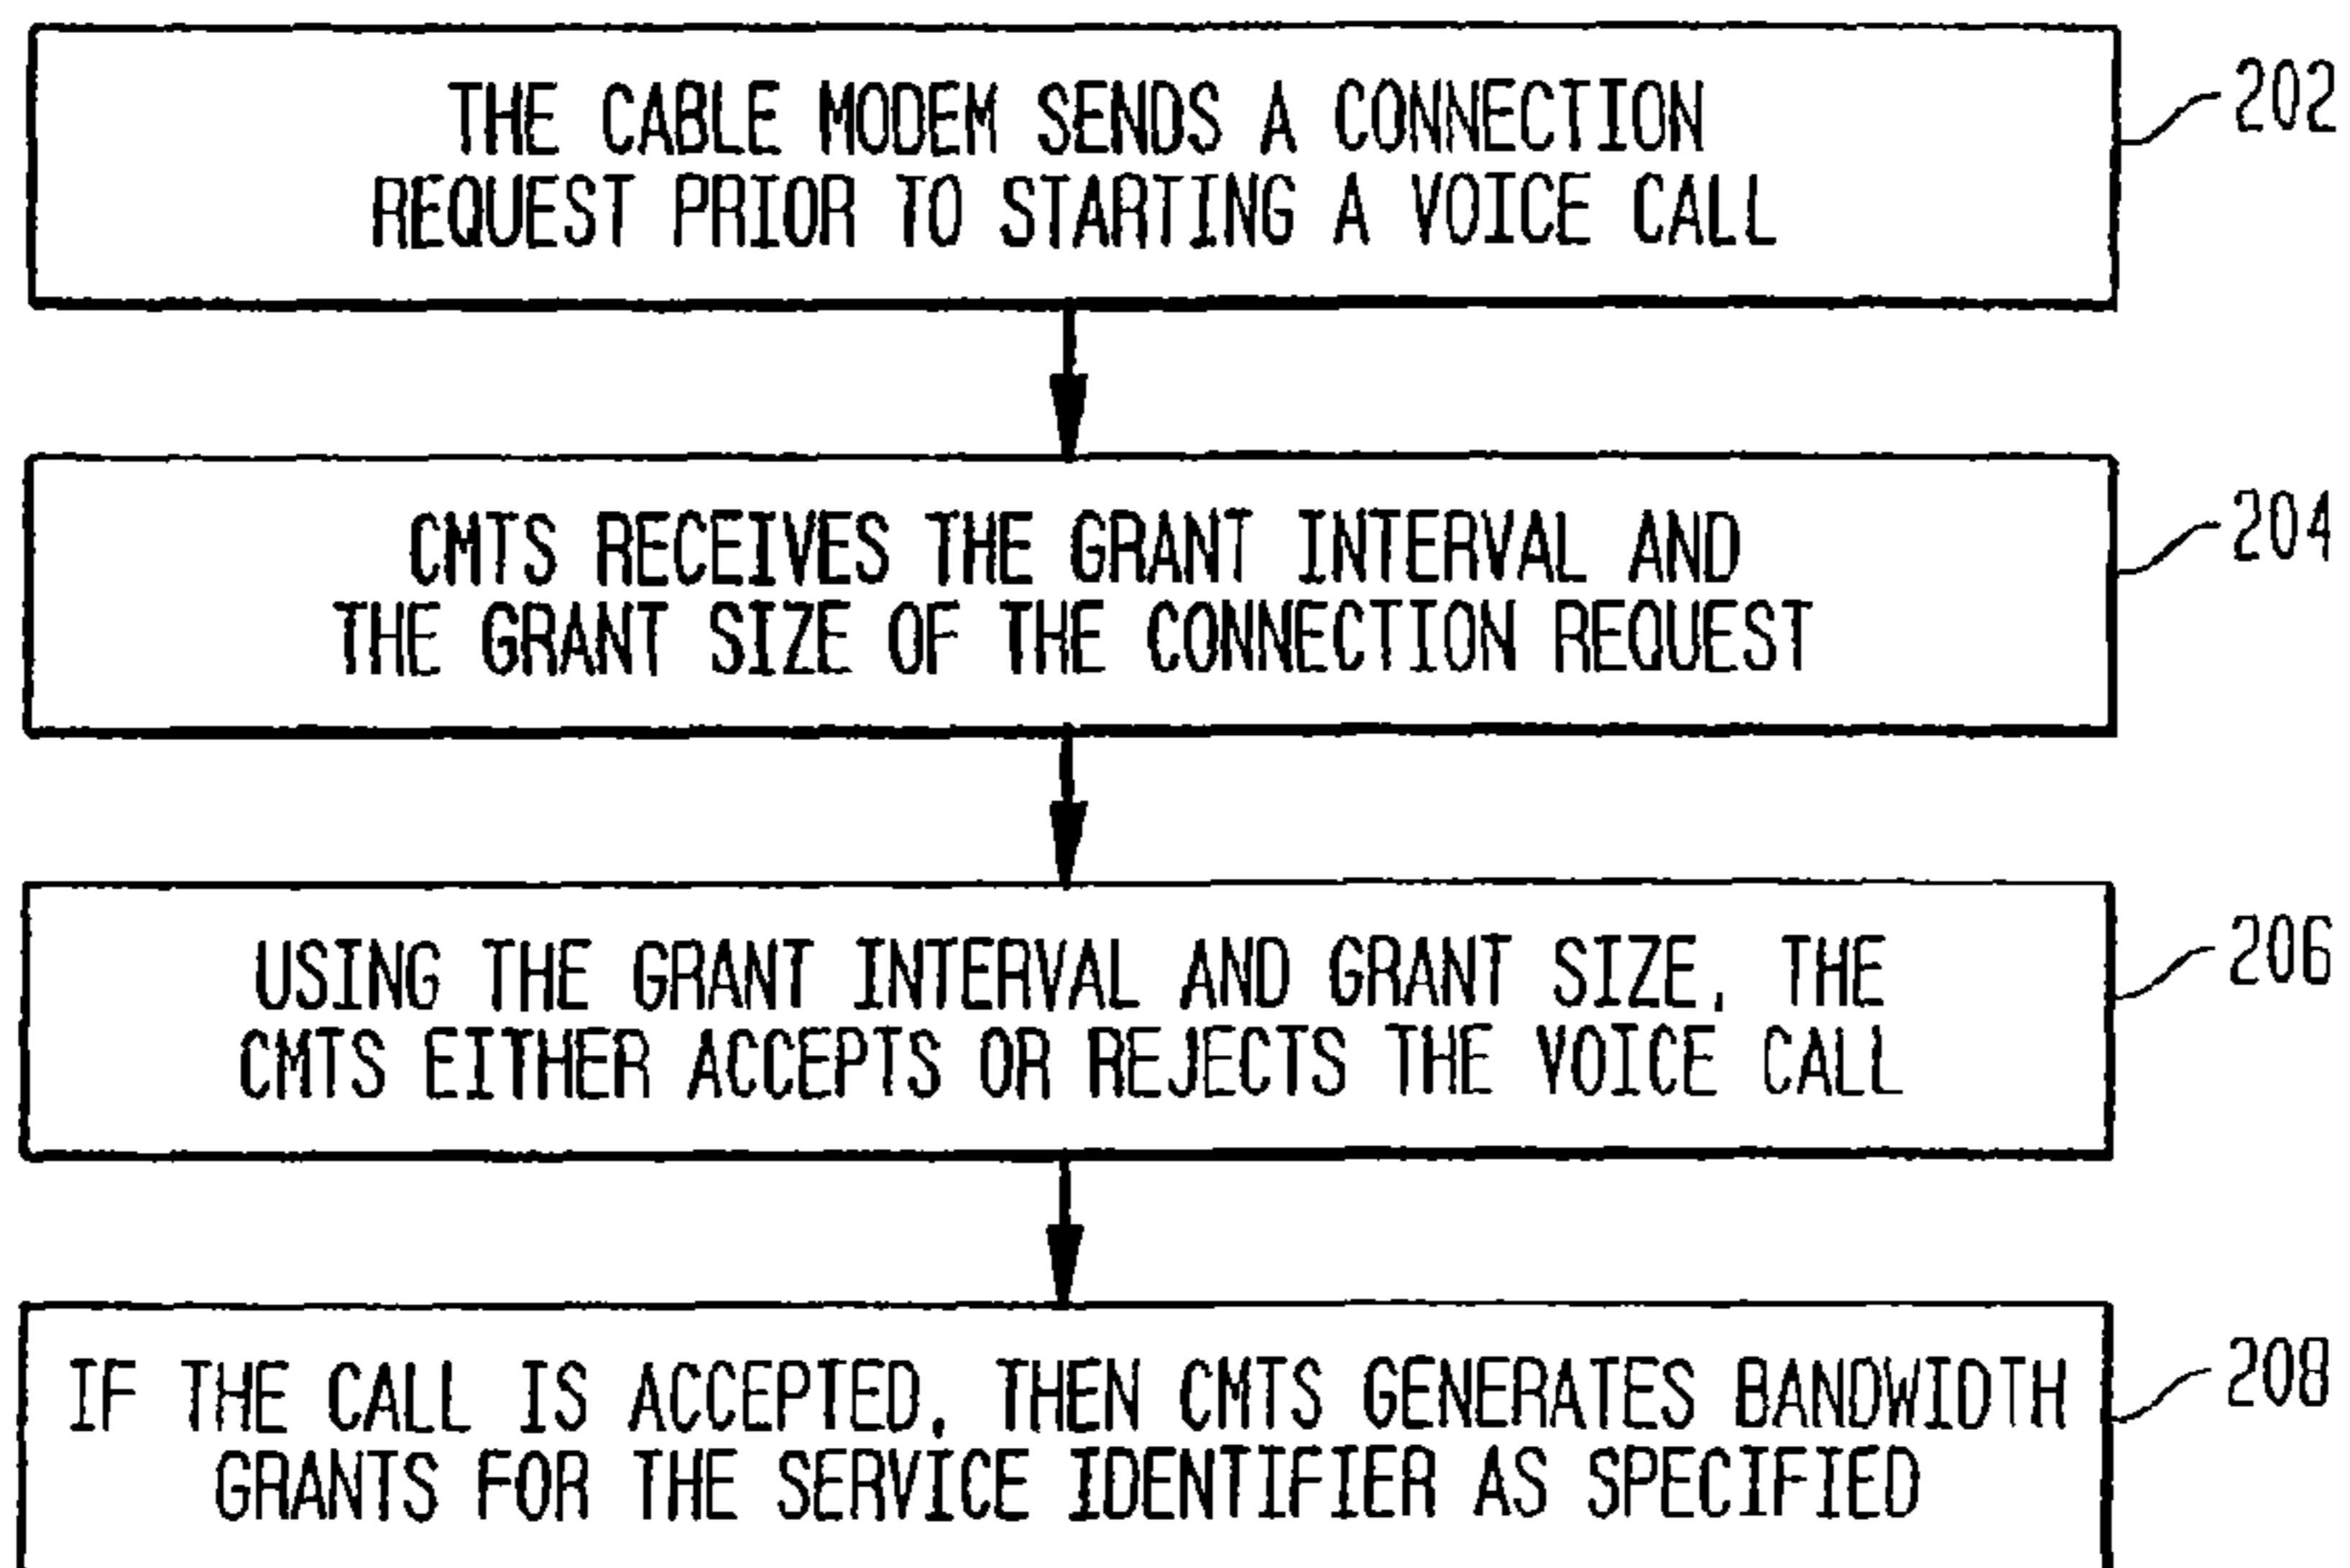 THE CABLE MODEM SENDS A CONNECTION
REQUEST PRIOR TO STARTING A VOICE CALL
202
CMTS RECEIVES THE GRANT INTERVAL AND
THE GRANT SIZE OF THE CONNECTION REQUEST
204
USING THE GRANT INTERVAL AND GRANT SIZE, THE
CMTS EITHER ACCEPTS OR REJECTS THE VOICE CALL
206
IF THE CALL IS ACCEPTED, THEN CMTS GENERATES BANDWIDTH
GRANTS FOR THE SERVICE IDENTIFIER AS SPECIFIED
208